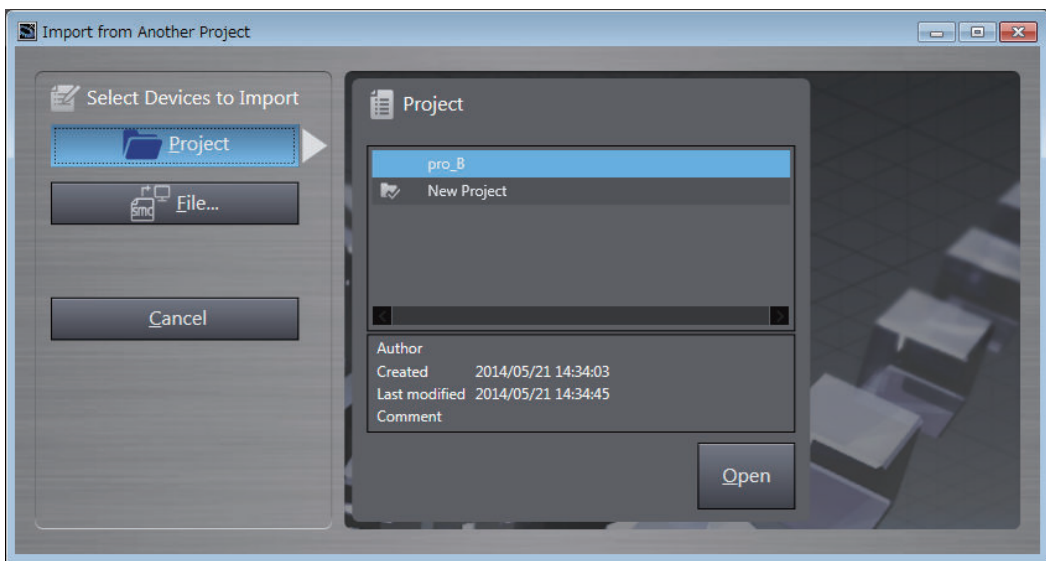 Import from Another Project
Select Devices to Import
Project
smc File...
Cancel
Project
pro_B
New Project
Author
Created 2014/05/21 14:34:03
Last modified 2014/05/21 14:34:45
Comment
Open